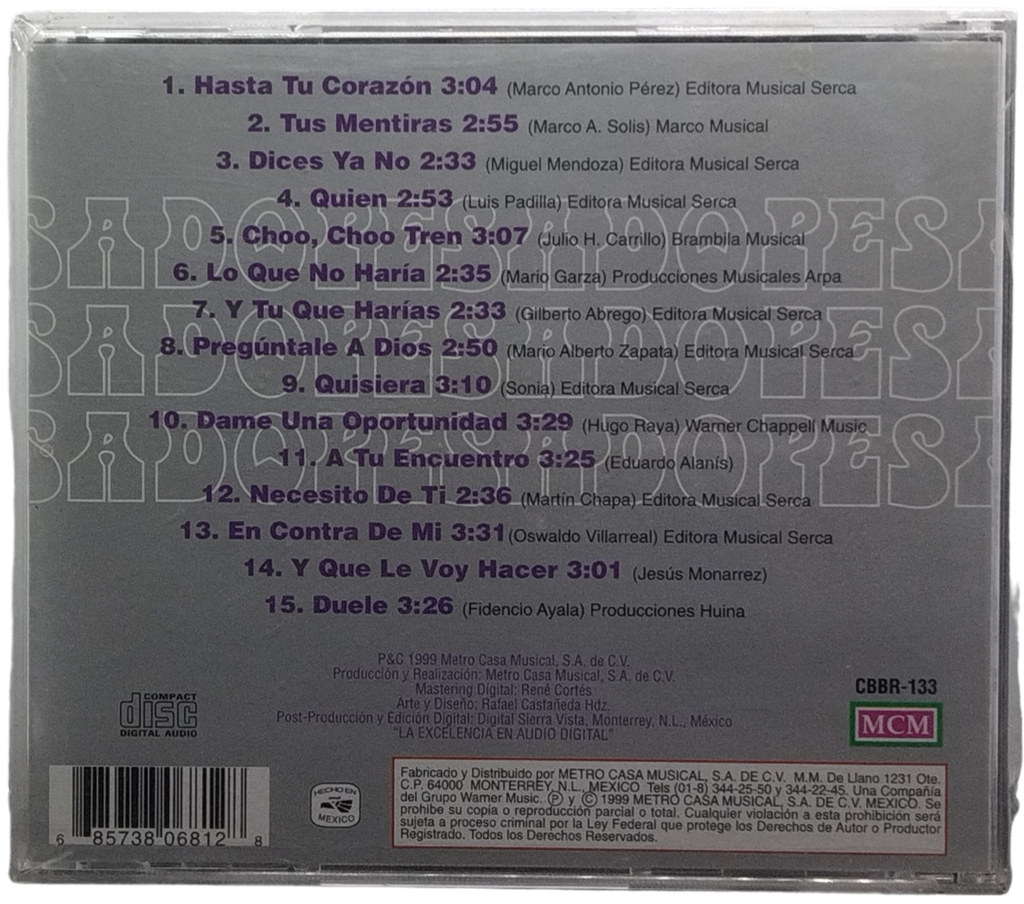 1. Hasta Tu Corazón 3:04 (Marco Antonio Pérez) Editora Musical Serca
2. Tus Mentiras 2:55 (Marco A. Solis) Marco Musical
3. Dices Ya No 2:33 (Miguel Mendoza) Editora Musical Serca
4. Quien 2:53 (Luis Padilla) Editora Musical Serca
5. Choo, Choo Tren 3:07 (Julio H. Carrillo) Brambila Musical
6. Lo Que No Haría 2:35 (Mario Garza) Producciones Musicales Arpa
7. Y Tu Que Harías 2:33 (Gilberto Abrego) Editora Musical Serca
8. Pregúntale A Dios 2:50 (Mario Alberto Zapata) Editora Musical Serca
9. Quisiera 3:10 (Sonia) Editora Musical Serca
10. Dame Una Oportunidad 3:29 (Hugo Raya) Warner Chappell Music
11. A Tu Encuentro 3:25 (Eduardo Alanís)
12. Necesito De Ti 2:36 (Martín Chapa) Editora Musical Serca
13. En Contra De Mi 3:31 (Oswaldo Villarreal) Editora Musical Serca
14. Y Que Le Voy Hacer 3:01 (Jesús Monarrez)
15. Duele 3:26 (Fidencio Ayala) Producciones Huina
P&C 1999 Metro Casa Musical, S.A. de C.V.
Producción y Realización: Metro Casa Musical, S.A. de C.V.
Mastering Digital: René Cortés
Arte y Diseño: Rafael Castañeda Hdz.
Post-Producción y Edición Digital: Digital Sierra Vista, Monterrey, N.L., México
"LA EXCELENCIA EN AUDIO DIGITAL"
COMPACT
disc
DIGITAL AUDIO
CBBR-133
MCM
6 85738 06812 8
HECHO EN
MEXICO
Fabricado y Distribuido por METRO CASA MUSICAL, S.A. DE C.V. M.M. De Llano 1231 Ote.
C.P. 64000 MONTERREY, N.L., MEXICO Tels (01-8) 344-25-50 y 344-22-45. Una Compañía
del Grupo Warner Music. Ⓟ y © 1999 METRO CASA MUSICAL, S.A. DE C.V. MEXICO. Se
prohibe su copia o reproducción parcial o total. Cualquier violación a esta prohibición será
sujeta a proceso criminal por la Ley Federal que protege los Derechos de Autor o Productor
Registrado. Todos los Derechos Reservados.